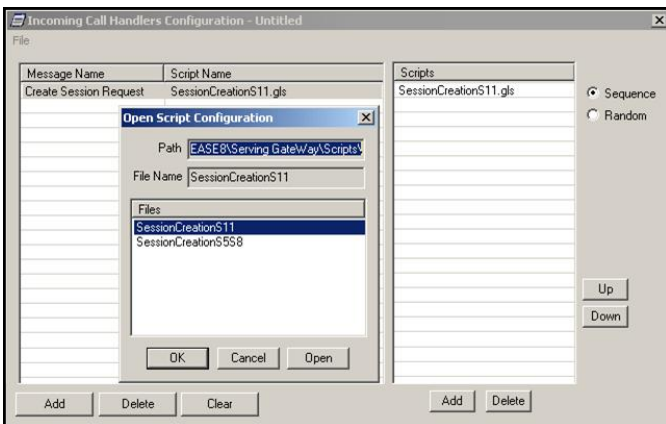 Incoming Call Handlers Configuration - Untitled
File
Message Name Script Name
Create Session Request SessionCreationS11.gls
Scripts
SessionCreationS11.gls
Sequence
Random
Open Script Configuration
Path EASE8\Serving GateWay\Scripts\
File Name SessionCreationS11
Files
SessionCreationS11
SessionCreationS5S8
OK Cancel Open
Up
Down
Add Delete Clear
Add Delete